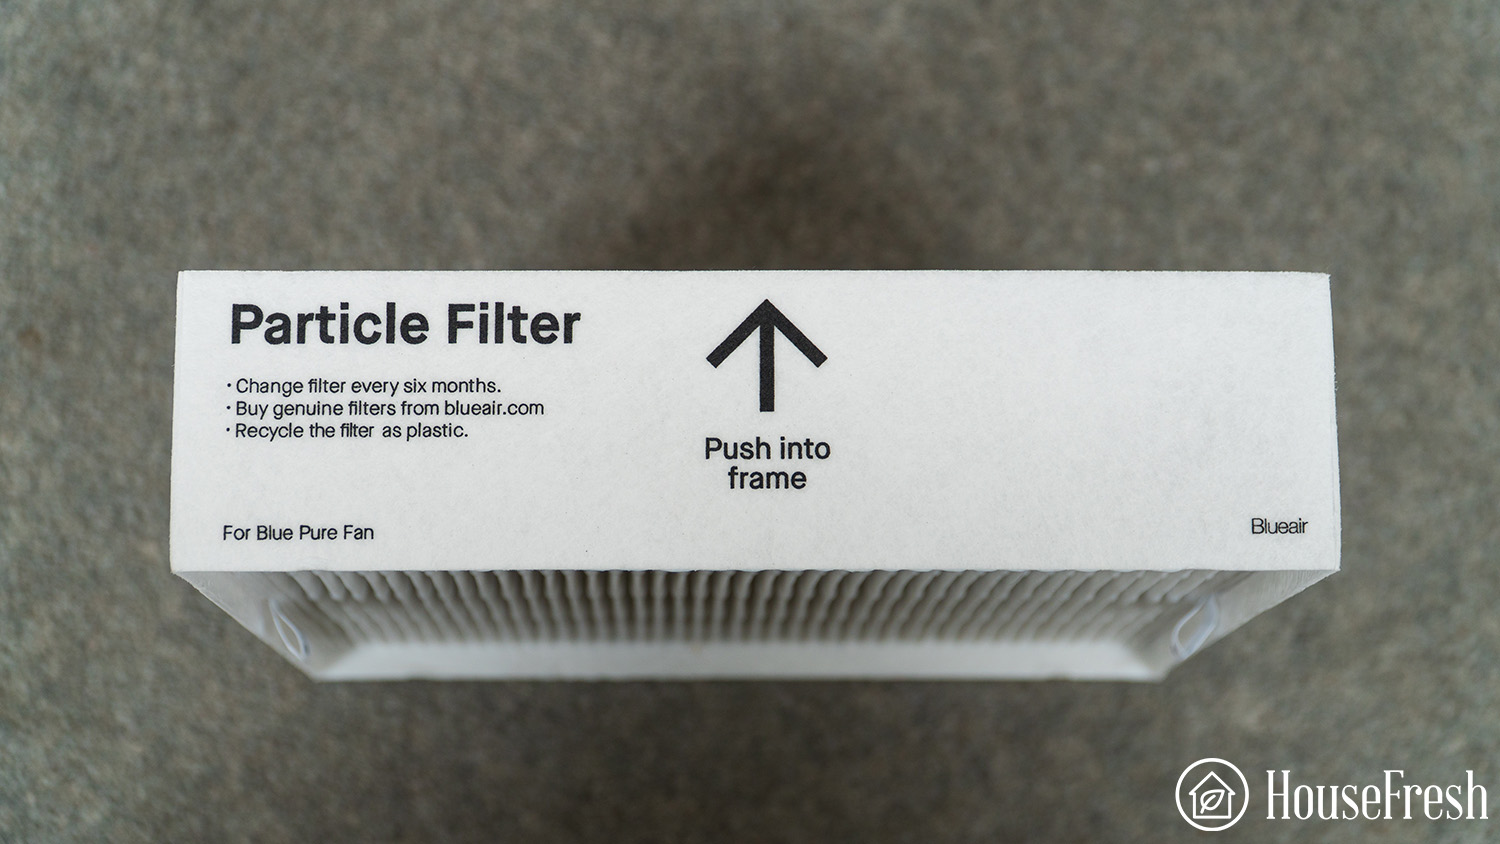 Particle Filter
· Change filter every six months.
· Buy genuine filters from blueair.com
· Recycle the filter as plastic.
Push into
frame
For Blue Pure Fan
Blueair
HouseFresh